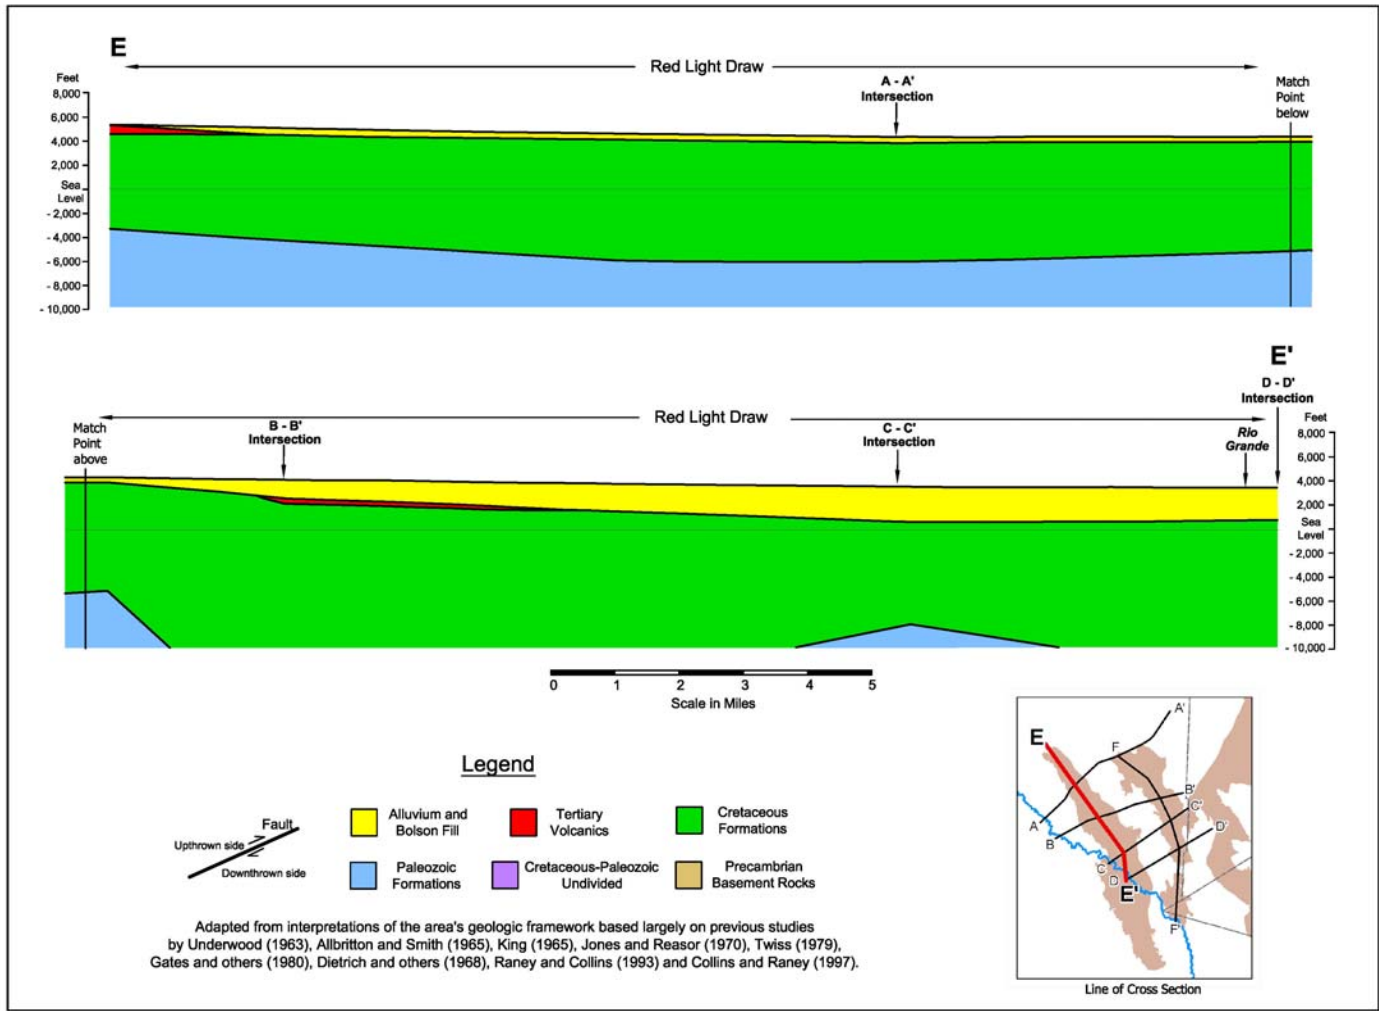 E
Red Light Draw
A - A'
Intersection
Match
Point
below
Feet
8,000
6,000
4,000
2,000
Sea
Level
- 2,000
- 4,000
- 6,000
- 8,000
- 10,000
E'
D - D'
Intersection
Red Light Draw
Match
Point
above
B - B'
Intersection
C - C'
Intersection
Rio
Grande
Feet
8,000
6,000
4,000
2,000
Sea
Level
- 2,000
- 4,000
- 6,000
- 8,000
- 10,000
0 1 2 3 4 5
Scale in Miles
Legend
Fault
Upthrown side
Downthrown side
Alluvium and
Bolson Fill
Tertiary
Volcanics
Cretaceous
Formations
Paleozoic
Formations
Cretaceous-Paleozoic
Undivided
Precambrian
Basement Rocks
Adapted from interpretations of the area's geologic framework based largely on previous studies
by Underwood (1963), Allbritton and Smith (1965), King (1965), Jones and Reasor (1970), Twiss (1979),
Gates and others (1980), Dietrich and others (1968), Raney and Collins (1993) and Collins and Raney (1997).
A'
E
F
B'
C'
A
D'
B
C
D
E'
F'
Line of Cross Section